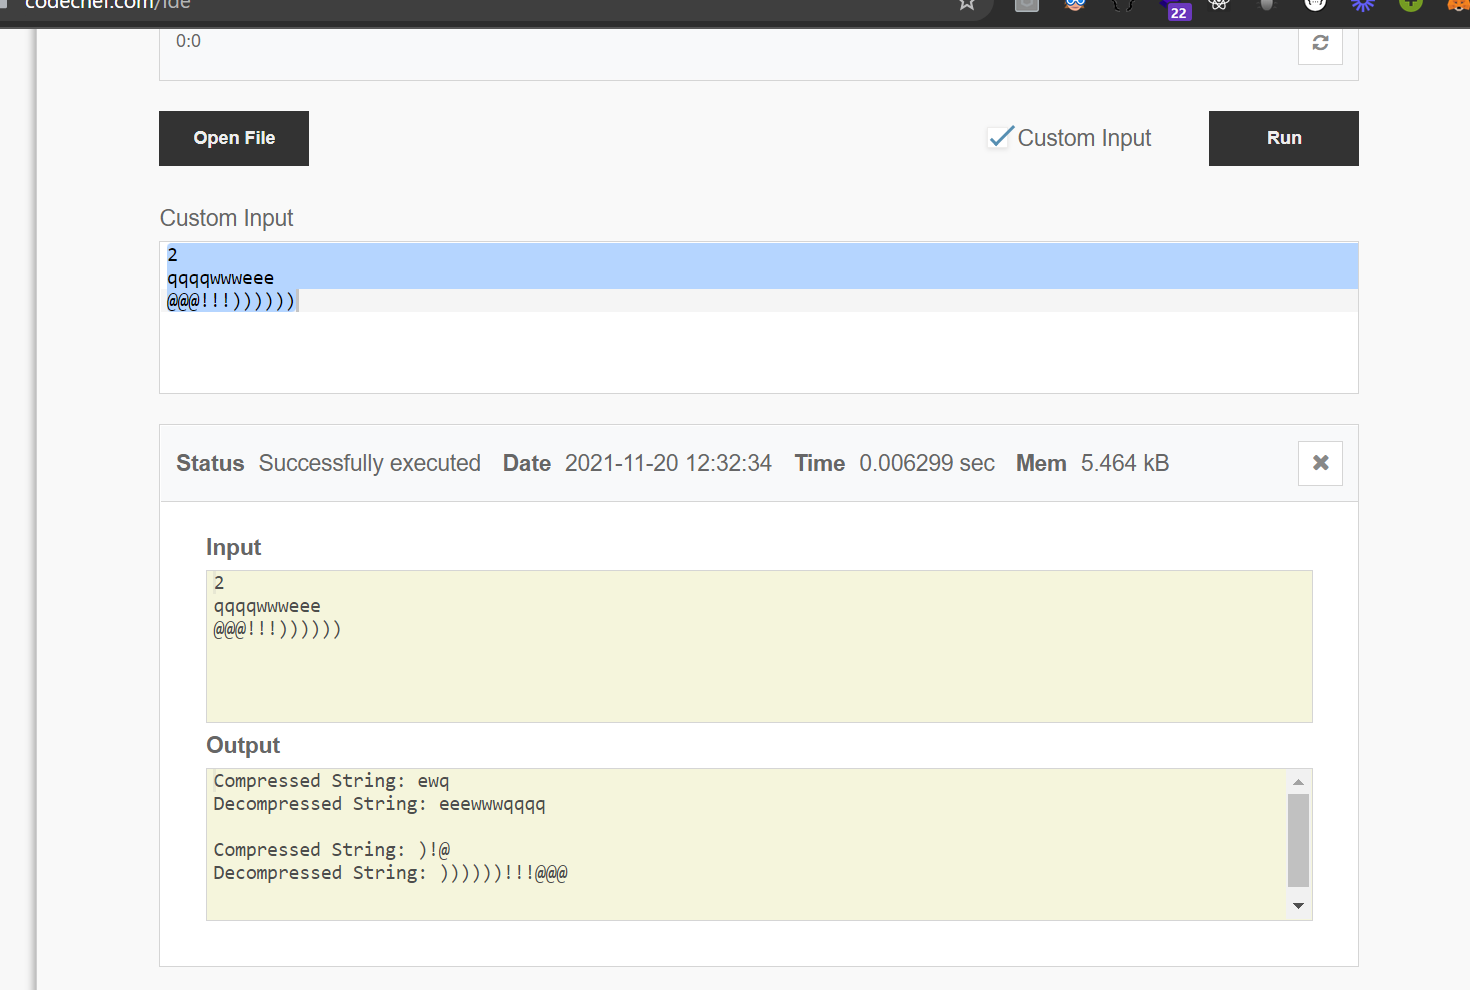 codechef.com/ide
22
0:0
Open File
Custom Input
Run
Custom Input
2
qqqqwwweee
@@@!!!))))))
Status Successfully executed Date 2021-11-20 12:32:34 Time 0.006299 sec Mem 5.464 kB
Input
2
qqqqwwweee
@@@!!!))))))
Output
Compressed String: ewq
Decompressed String: eeewwwqqqq
Compressed String: )!@
Decompressed String: ))))))!!!@@@